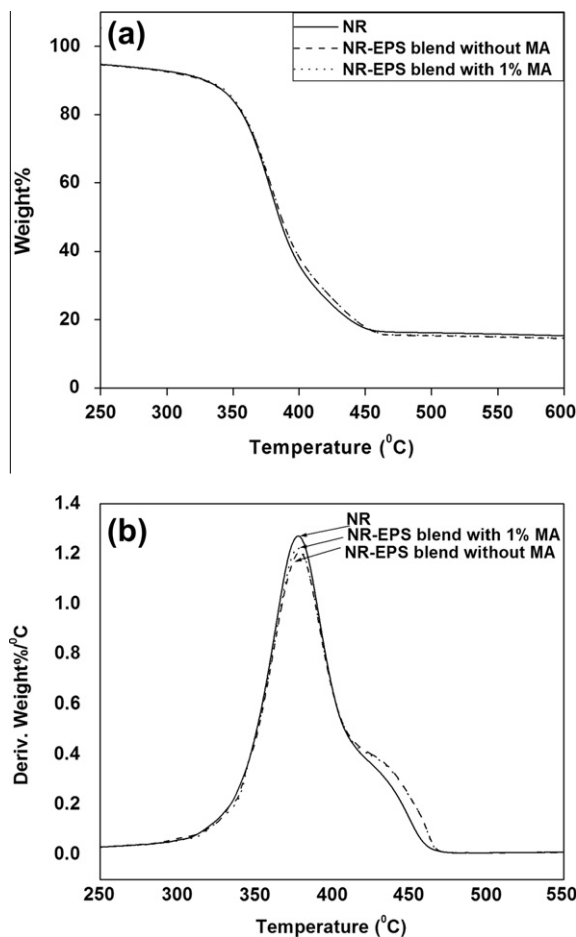 (a)
NR
NR-EPS blend without MA
NR-EPS blend with 1% MA
100
80
60
40
20
0
Weight%
250 300 350 400 450 500 550 600
Temperature (⁰C)
(b)
NR
NR-EPS blend with 1% MA
NR-EPS blend without MA
1.4
1.2
1.0
0.8
0.6
0.4
0.2
0.0
Deriv. Weight%/⁰C
250 300 350 400 450 500 550
Temperature (⁰C)